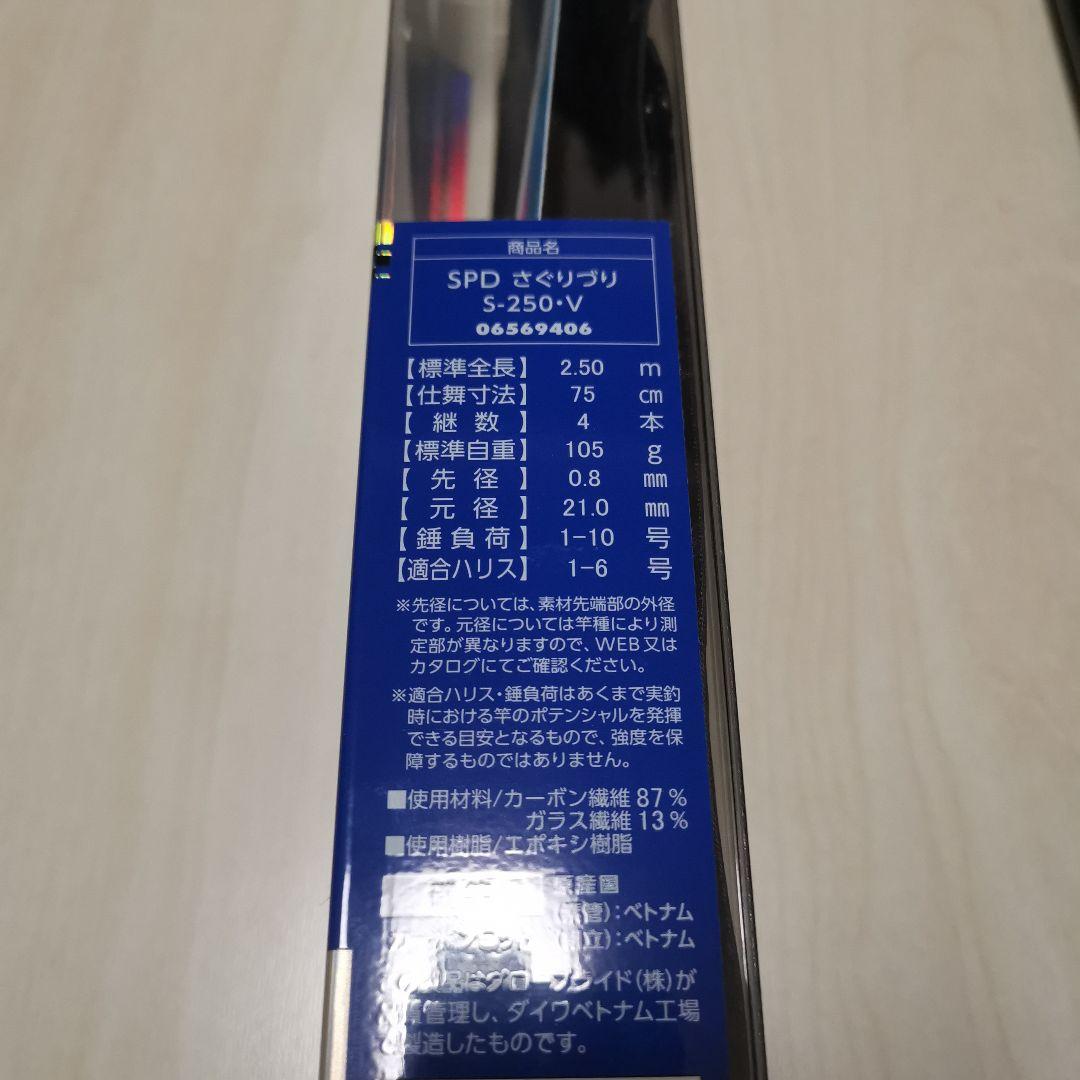 商品名
SPD さぐりづり
S-250・V
06569406
【標準全長】 2.50 m
【仕舞寸法】 75 cm
【継数】 4 本
【標準自重】 105 g
【先径】 0.8 mm
【元径】 21.0 mm
【錘負荷】 1-10 号
【適合ハリス】 1-6 号
※先径については、素材先端部の外径
です。元径については竿種により測
定部が異なりますので、WEB又は
カタログにてご確認ください。
※適合ハリス・錘負荷はあくまで実釣
時における竿のポテンシャルを発揮
できる目安となるもので、強度を保
障するものではありません。
■使用材料/カーボン繊維 87%
ガラス繊維 13%
■使用樹脂/エポキシ樹脂
原産国
管):ベトナム
立):ベトナム
品はグローブライド(株)が
管理し、ダイワベトナム工場
製造したものです。